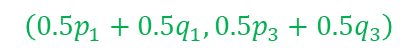 (0.5p₁ + 0.5q₁, 0.5p₃ + 0.5q₃)